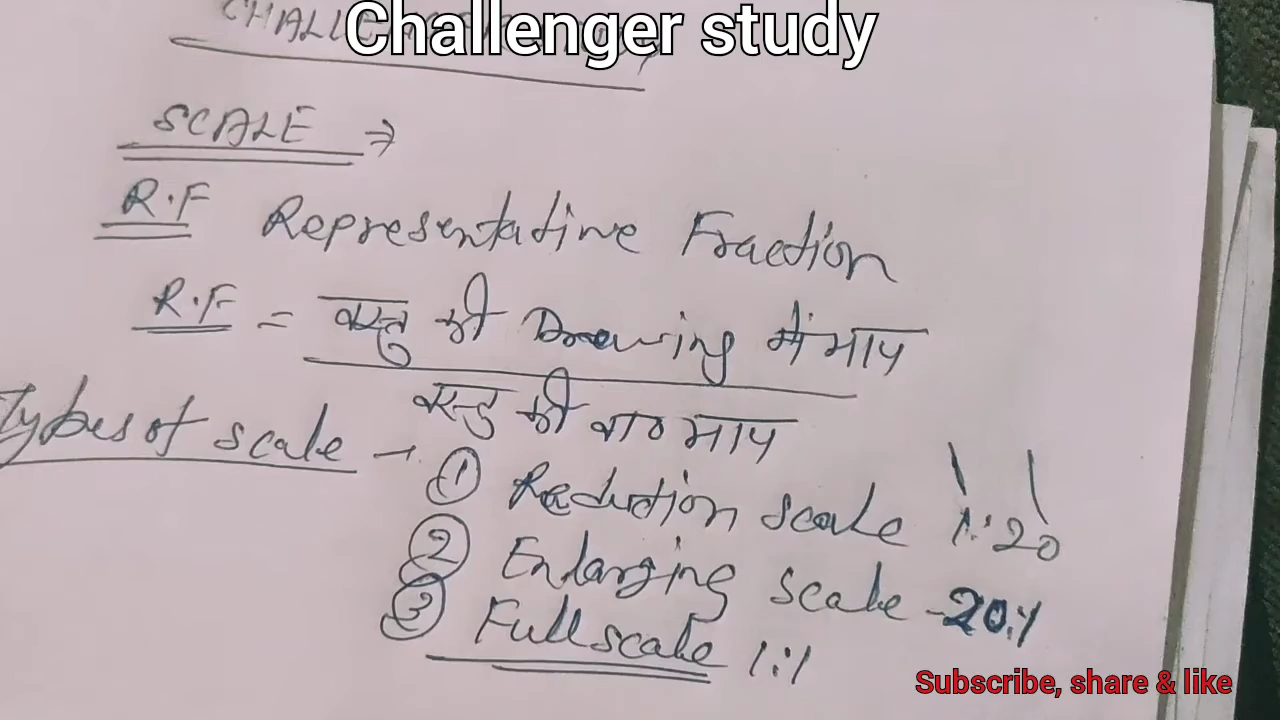 Challenger study
SCALE ⇒
R.F Representative Fraction
R.F = वस्तु की Drawing में माप
वस्तु की वा० माप
Types of scale →
① Reduction scale 1:20
② Enlarging scale - 20:1
③ Full scale 1:1
Subscribe, share & like